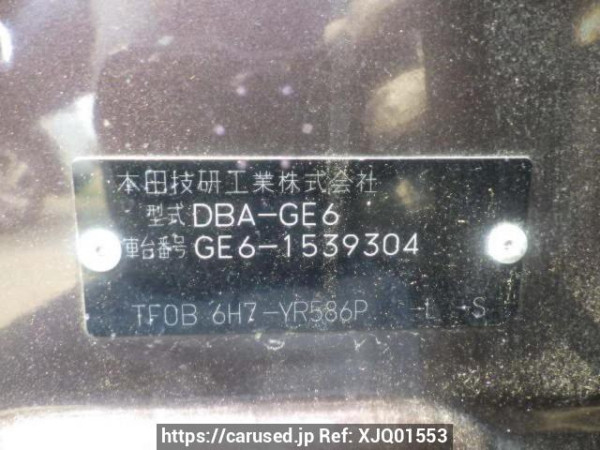 本田技研工業株式会社
型式 DBA-GE6
車台番号 GE6-1539304
TF0B 6H7-YR586P -L -S
https://carused.jp Ref: XJQ01553